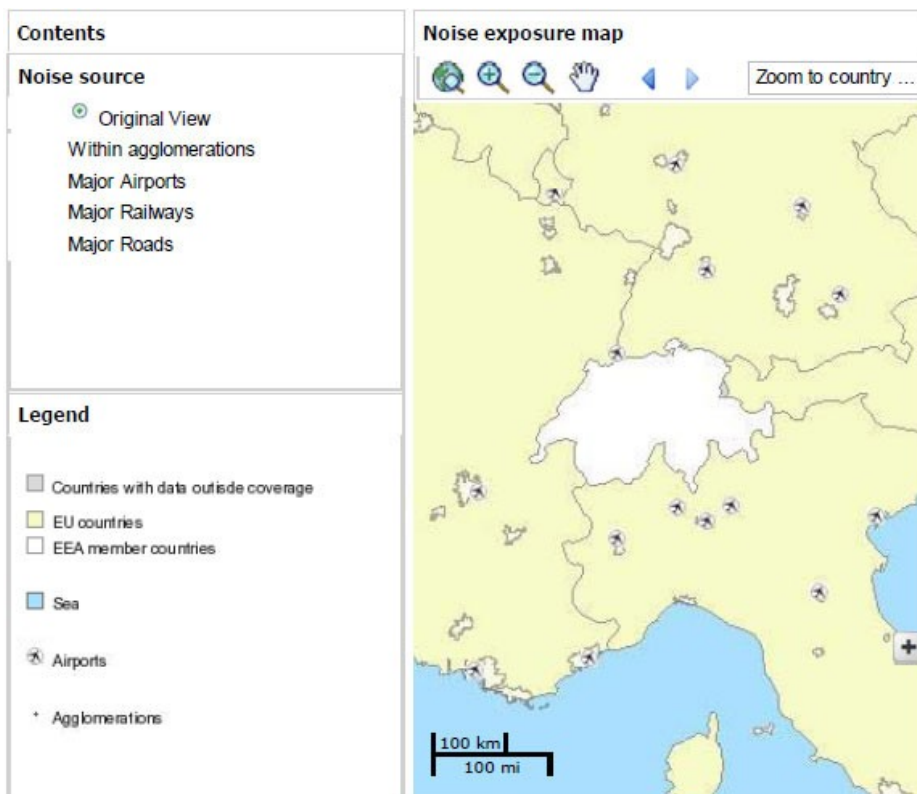 Contents
Noise source
Original View
Within agglomerations
Major Airports
Major Railways
Major Roads
Legend
Countries with data outisde coverage
EU countries
EEA member countries
Sea
Airports
Agglomerations
Noise exposure map
Zoom to country ...
100 km
100 mi